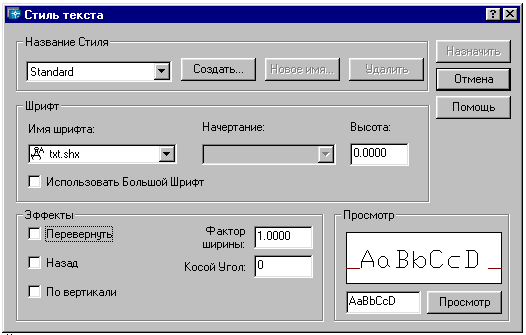 Стиль текста
Название Стиля
Standard
Создать...
Новое имя...
Удалить
Назначить
Отмена
Помощь
Шрифт
Имя шрифта:
Начертание:
Высота:
txt.shx
0.0000
Использовать Большой Шрифт
Эффекты
Перевернуть
Назад
По вертикали
Фактор
ширины:
1.0000
Косой Угол:
0
Просмотр
AaBbCcD
AaBbCcD
Просмотр